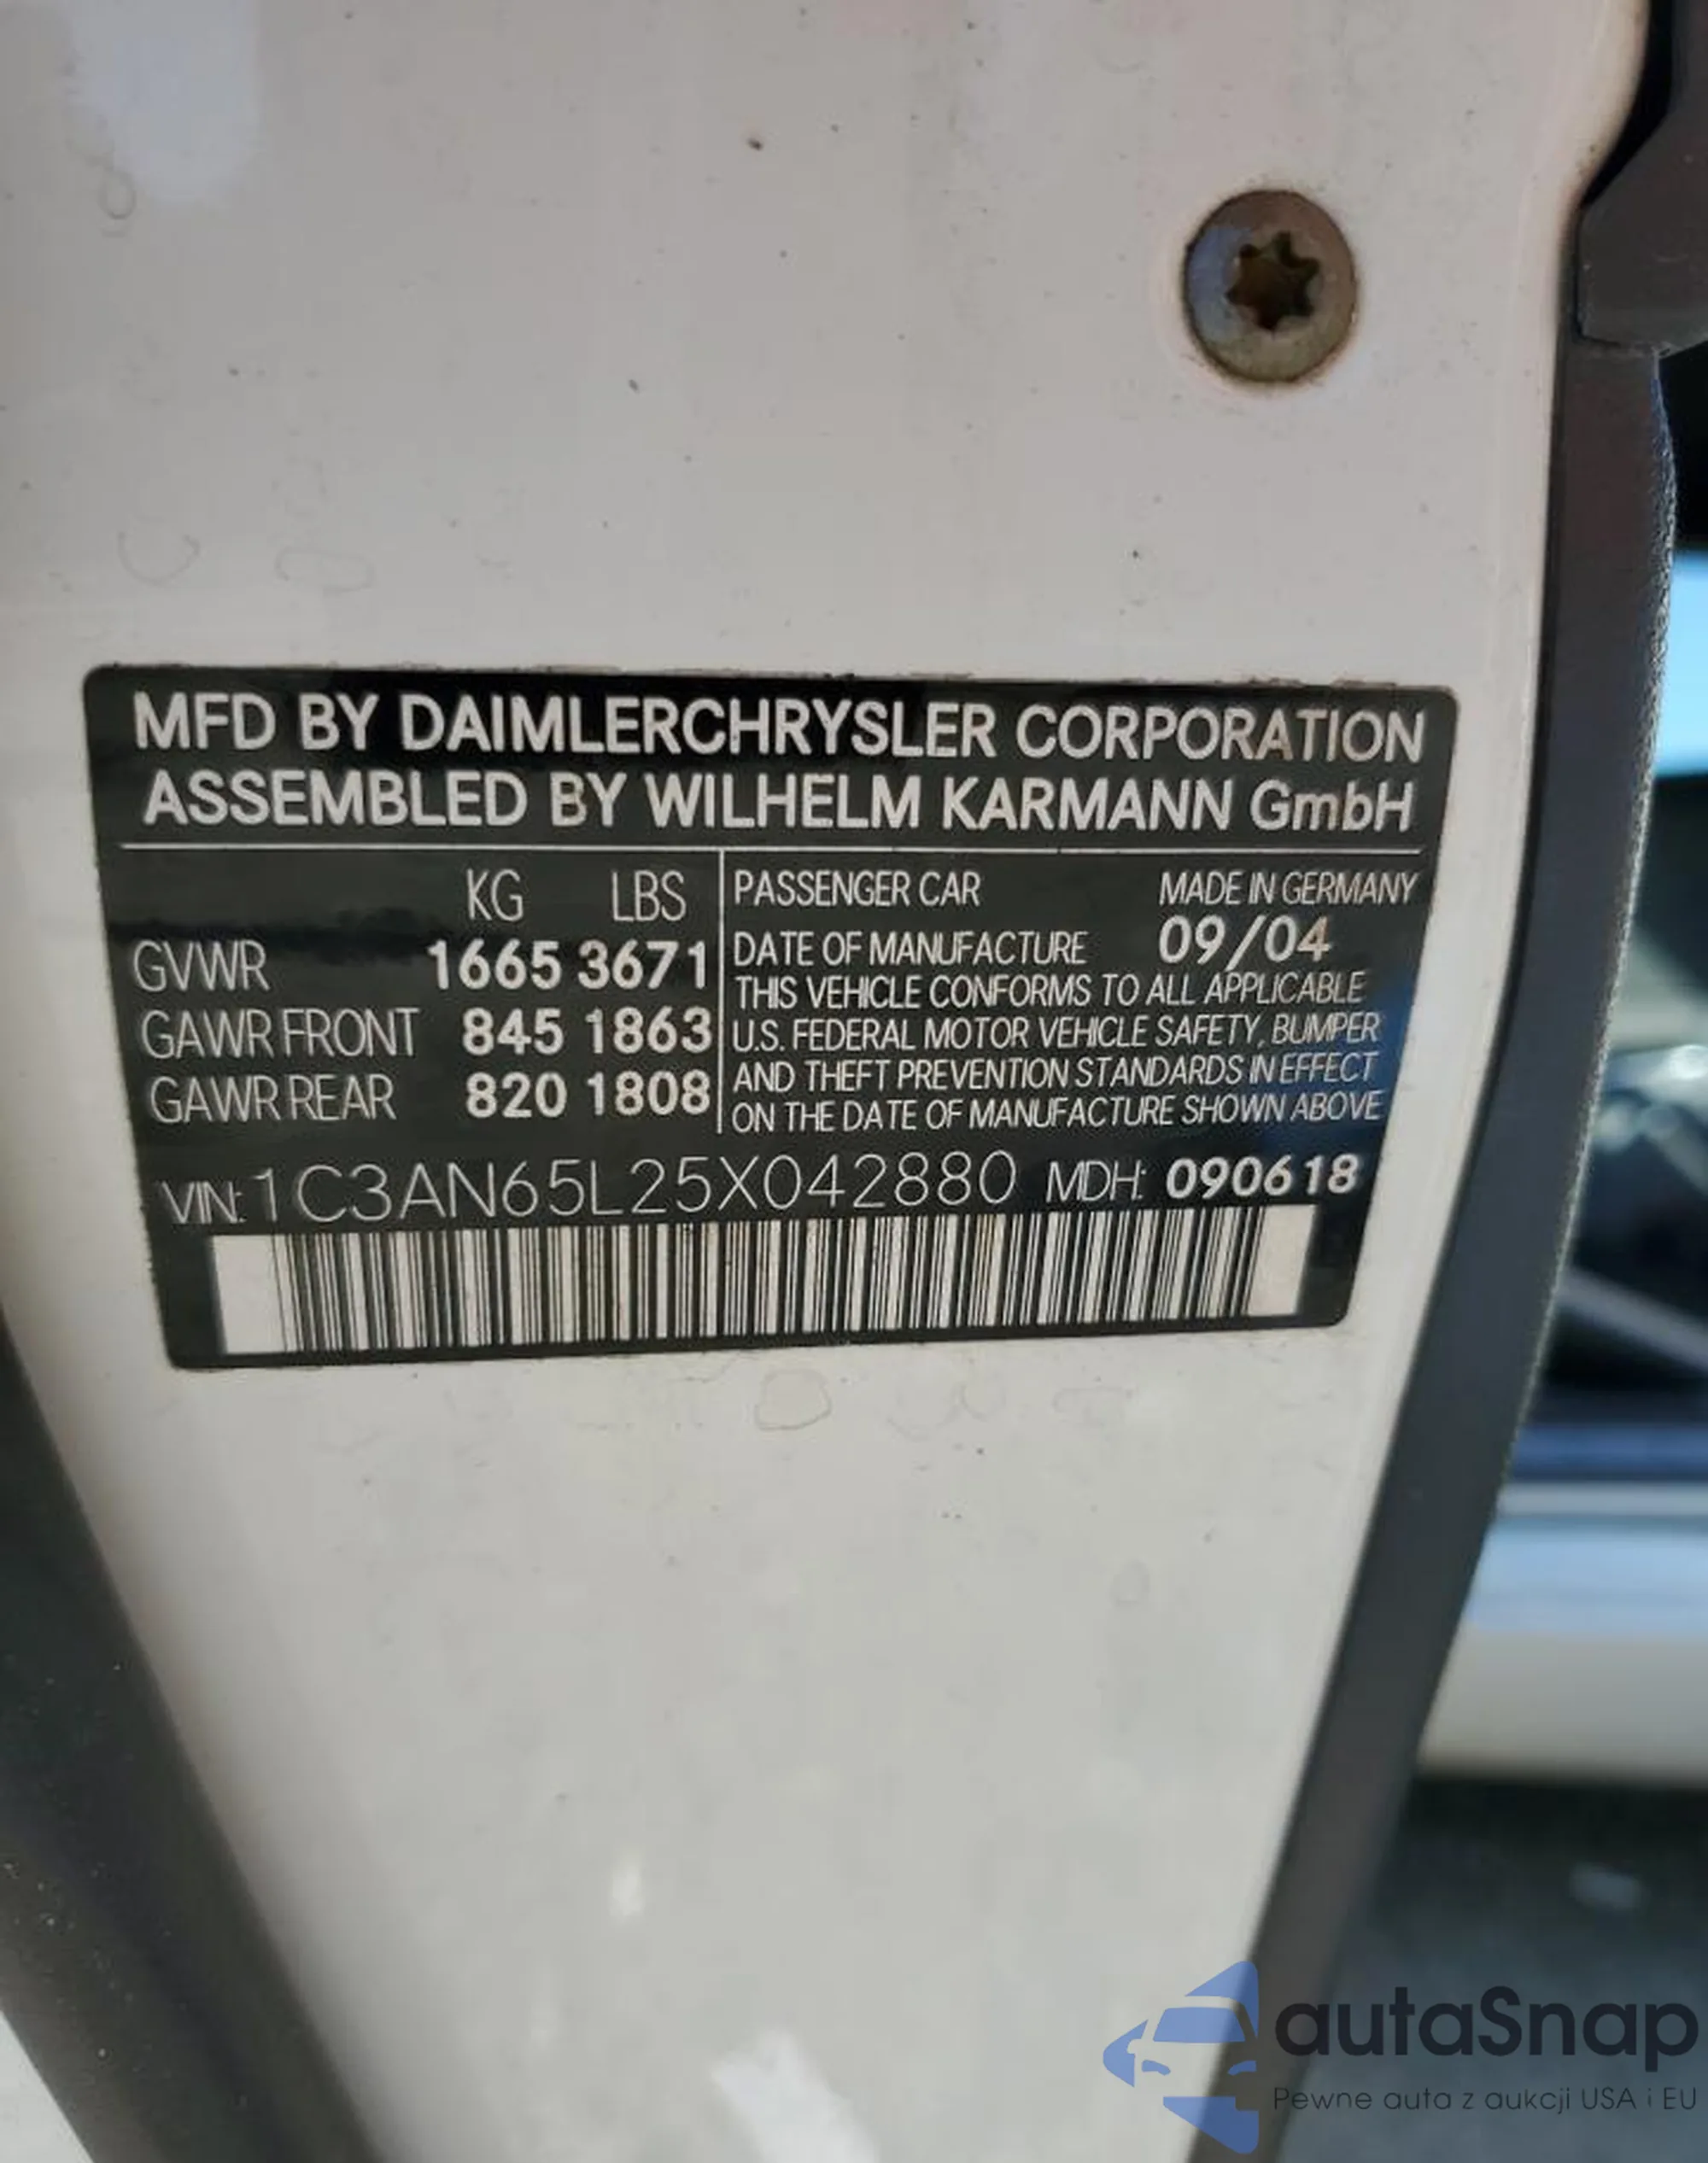 MFD BY DAIMLERCHRYSLER CORPORATION
ASSEMBLED BY WILHELM KARMANN GmbH
KG LBS
GVWR 1665 3671
GAWR FRONT 845 1863
GAWR REAR 820 1808
PASSENGER CAR MADE IN GERMANY
DATE OF MANUFACTURE 09/04
THIS VEHICLE CONFORMS TO ALL APPLICABLE
U.S. FEDERAL MOTOR VEHICLE SAFETY, BUMPER
AND THEFT PREVENTION STANDARDS IN EFFECT
ON THE DATE OF MANUFACTURE SHOWN ABOVE
VIN: 1C3AN65L25X042880 MDH: 090618
autaSnap
Pewne auta z aukcji USA i EU